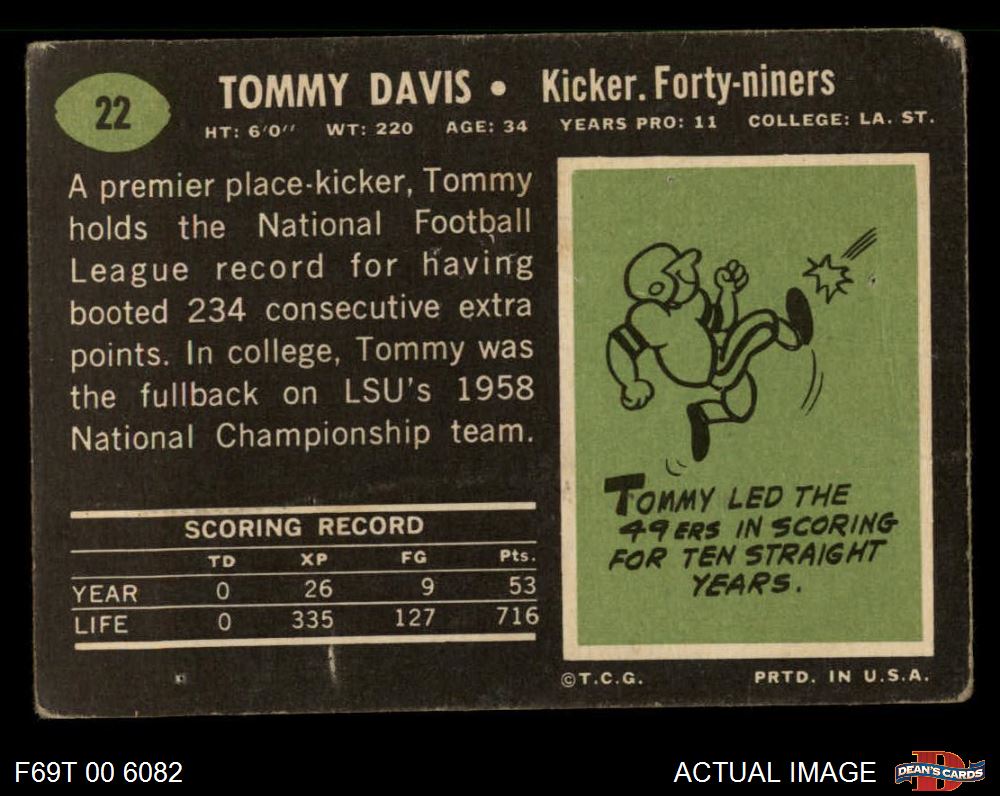 22
TOMMY DAVIS • Kicker. Forty-niners
HT: 6'0'' WT: 220 AGE: 34 YEARS PRO: 11 COLLEGE: LA. ST.
A premier place-kicker, Tommy
holds the National Football
League record for having
booted 234 consecutive extra
points. In college, Tommy was
the fullback on LSU's 1958
National Championship team.
SCORING RECORD
TD XP FG Pts.
YEAR 0 26 9 53
LIFE 0 335 127 716
TOMMY LED THE
49ERS IN SCORING
FOR TEN STRAIGHT
YEARS.
©T.C.G. PRTD. IN U.S.A.
F69T 00 6082
ACTUAL IMAGE
D
DEAN'S CARDS